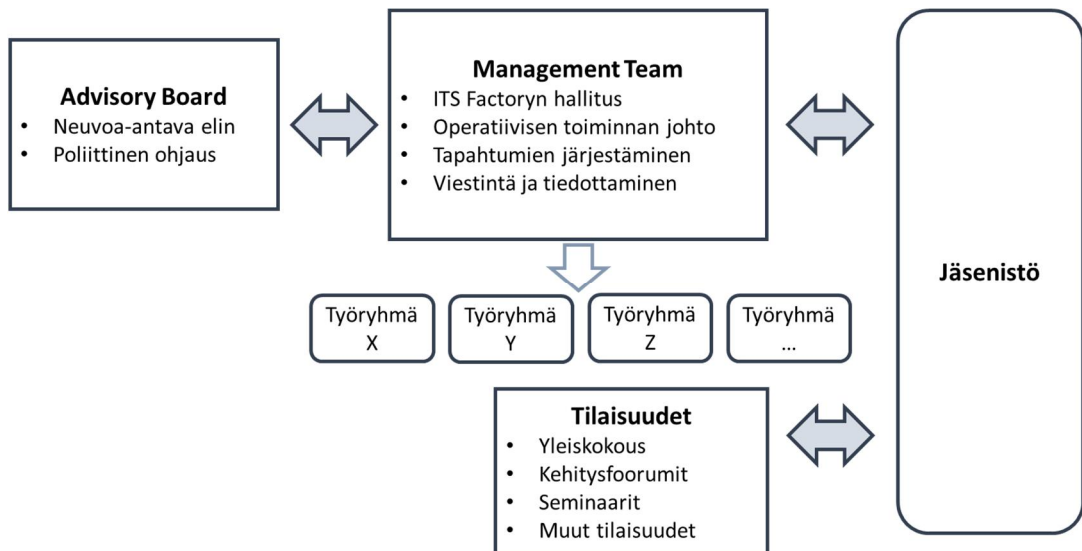 Advisory Board
• Neuvoa-antava elin
• Poliittinen ohjaus
Management Team
• ITS Factoryn hallitus
• Operatiivisen toiminnan johto
• Tapahtumien järjestäminen
• Viestintä ja tiedottaminen
Jäsenistö
Työryhmä
X
Työryhmä
Y
Työryhmä
Z
Työryhmä
...
Tilaisuudet
• Yleiskokous
• Kehitysfoorumit
• Seminaarit
• Muut tilaisuudet